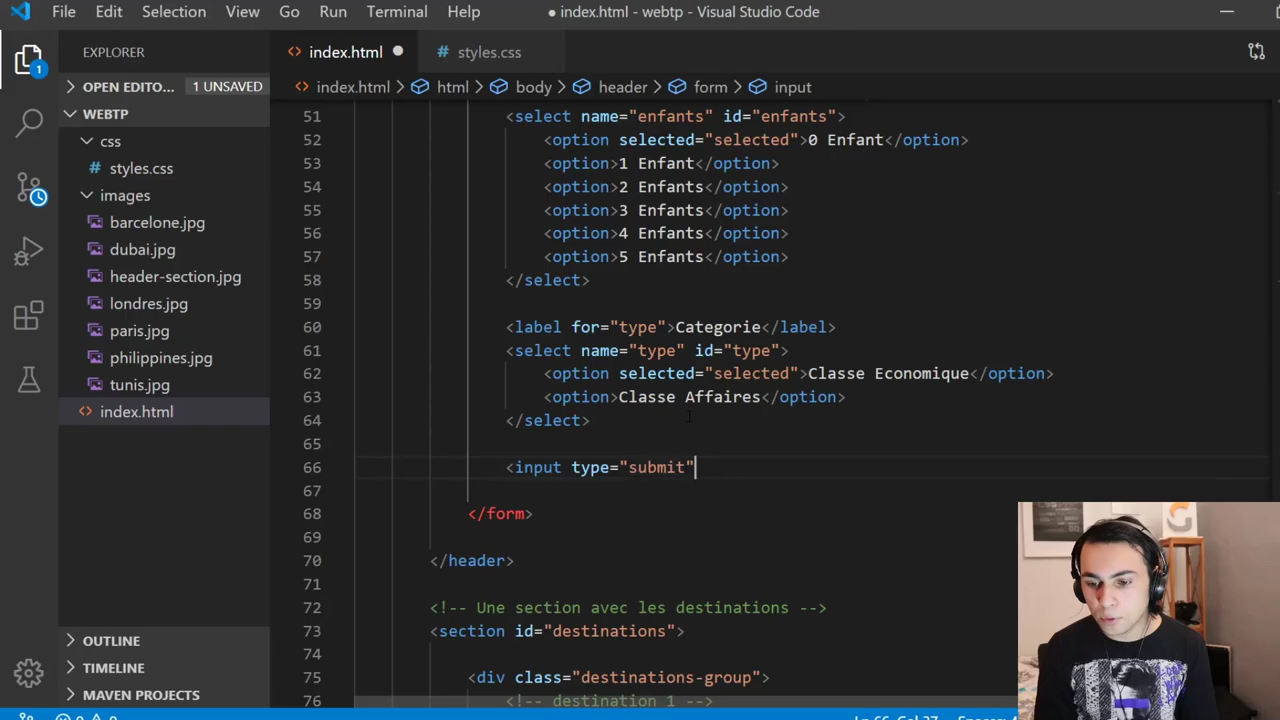 File Edit Selection View Go Run Terminal Help ● index.html - webtp - Visual Studio Code
EXPLORER
OPEN EDITO... 1 UNSAVED
WEBTP
css
# styles.css
images
barcelone.jpg
dubai.jpg
header-section.jpg
londres.jpg
paris.jpg
philippines.jpg
tunis.jpg
<> index.html
OUTLINE
TIMELINE
MAVEN PROJECTS
1
<> index.html ● # styles.css
<> index.html > html > body > header > form > input
51 <select name="enfants" id="enfants">
52 <option selected="selected">0 Enfant</option>
53 <option>1 Enfant</option>
54 <option>2 Enfants</option>
55 <option>3 Enfants</option>
56 <option>4 Enfants</option>
57 <option>5 Enfants</option>
58 </select>
59
60 <label for="type">Categorie</label>
61 <select name="type" id="type">
62 <option selected="selected">Classe Economique</option>
63 <option>Classe Affaires</option>
64 </select>
65
66 <input type="submit"
67
68 </form>
69
70 </header>
71
72 <!-- Une section avec les destinations -->
73 <section id="destinations">
74
75 <div class="destinations-group">
76 <!-- destination 1 -->